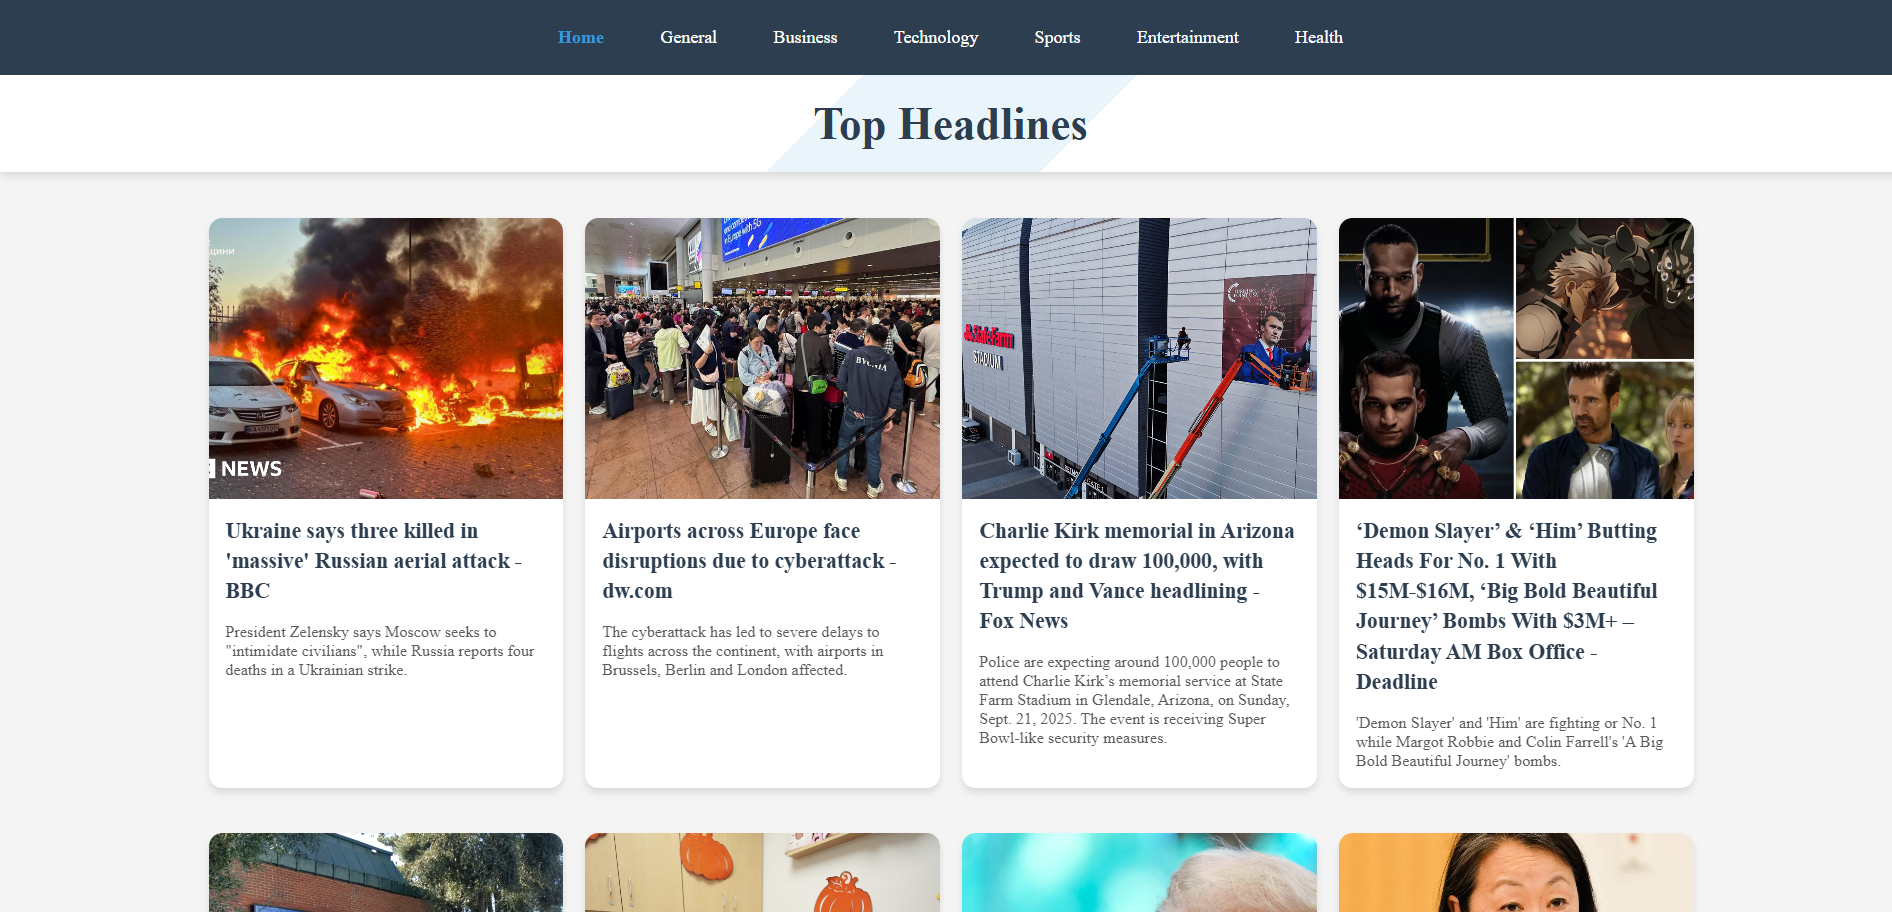 Home General Business Technology Sports Entertainment Health
Top Headlines
NEWS
in Europe with 5G
State Farm
STADIUM
Ukraine says three killed in
'massive' Russian aerial attack -
BBC
President Zelensky says Moscow seeks to
"intimidate civilians", while Russia reports four
deaths in a Ukrainian strike.
Airports across Europe face
disruptions due to cyberattack -
dw.com
The cyberattack has led to severe delays to
flights across the continent, with airports in
Brussels, Berlin and London affected.
Charlie Kirk memorial in Arizona
expected to draw 100,000, with
Trump and Vance headlining -
Fox News
Police are expecting around 100,000 people to
attend Charlie Kirk’s memorial service at State
Farm Stadium in Glendale, Arizona, on Sunday,
Sept. 21, 2025. The event is receiving Super
Bowl-like security measures.
‘Demon Slayer’ & ‘Him’ Butting
Heads For No. 1 With
$15M-$16M, ‘Big Bold Beautiful
Journey’ Bombs With $3M+ –
Saturday AM Box Office -
Deadline
'Demon Slayer' and 'Him' are fighting or No. 1
while Margot Robbie and Colin Farrell's 'A Big
Bold Beautiful Journey' bombs.